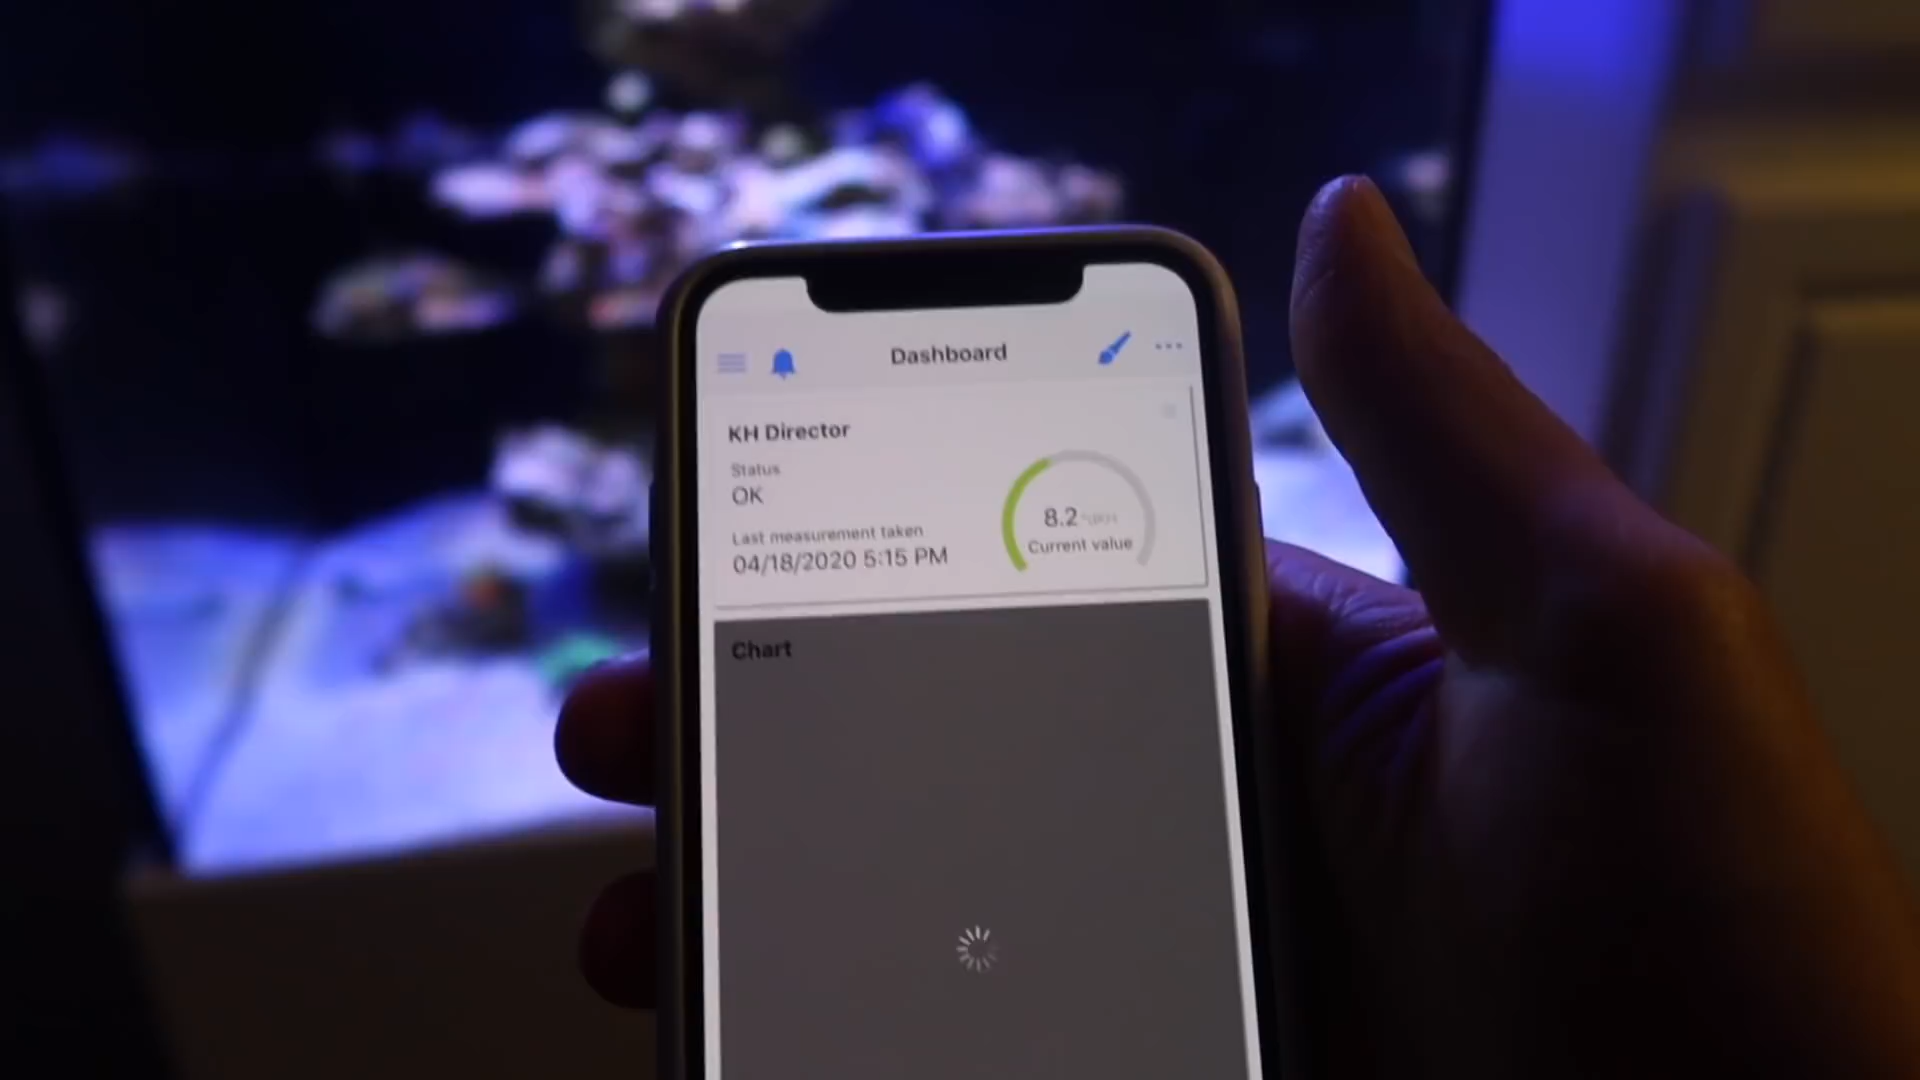 Dashboard
KH Director
Status
OK
Last measurement taken
04/18/2020 5:15 PM
8.2
Current value
Chart